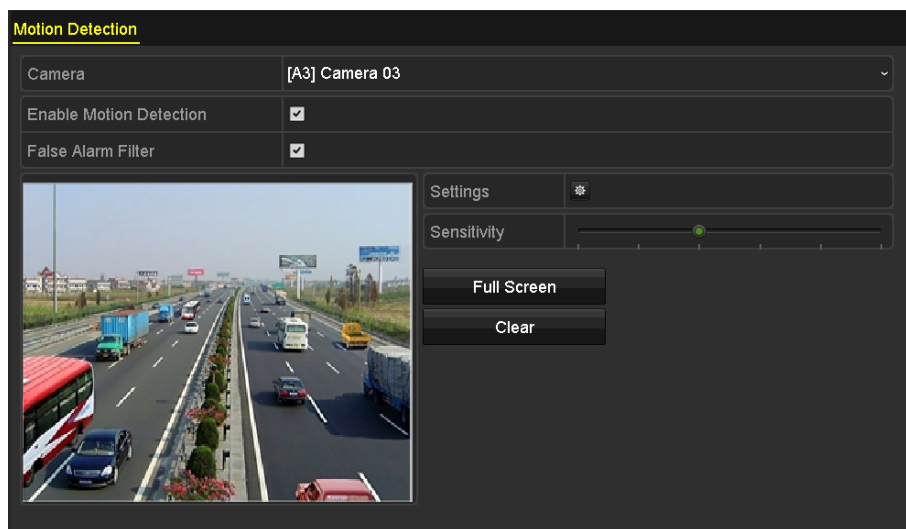 Motion Detection
Camera [A3] Camera 03
Enable Motion Detection
False Alarm Filter
Settings
Sensitivity
Full Screen
Clear